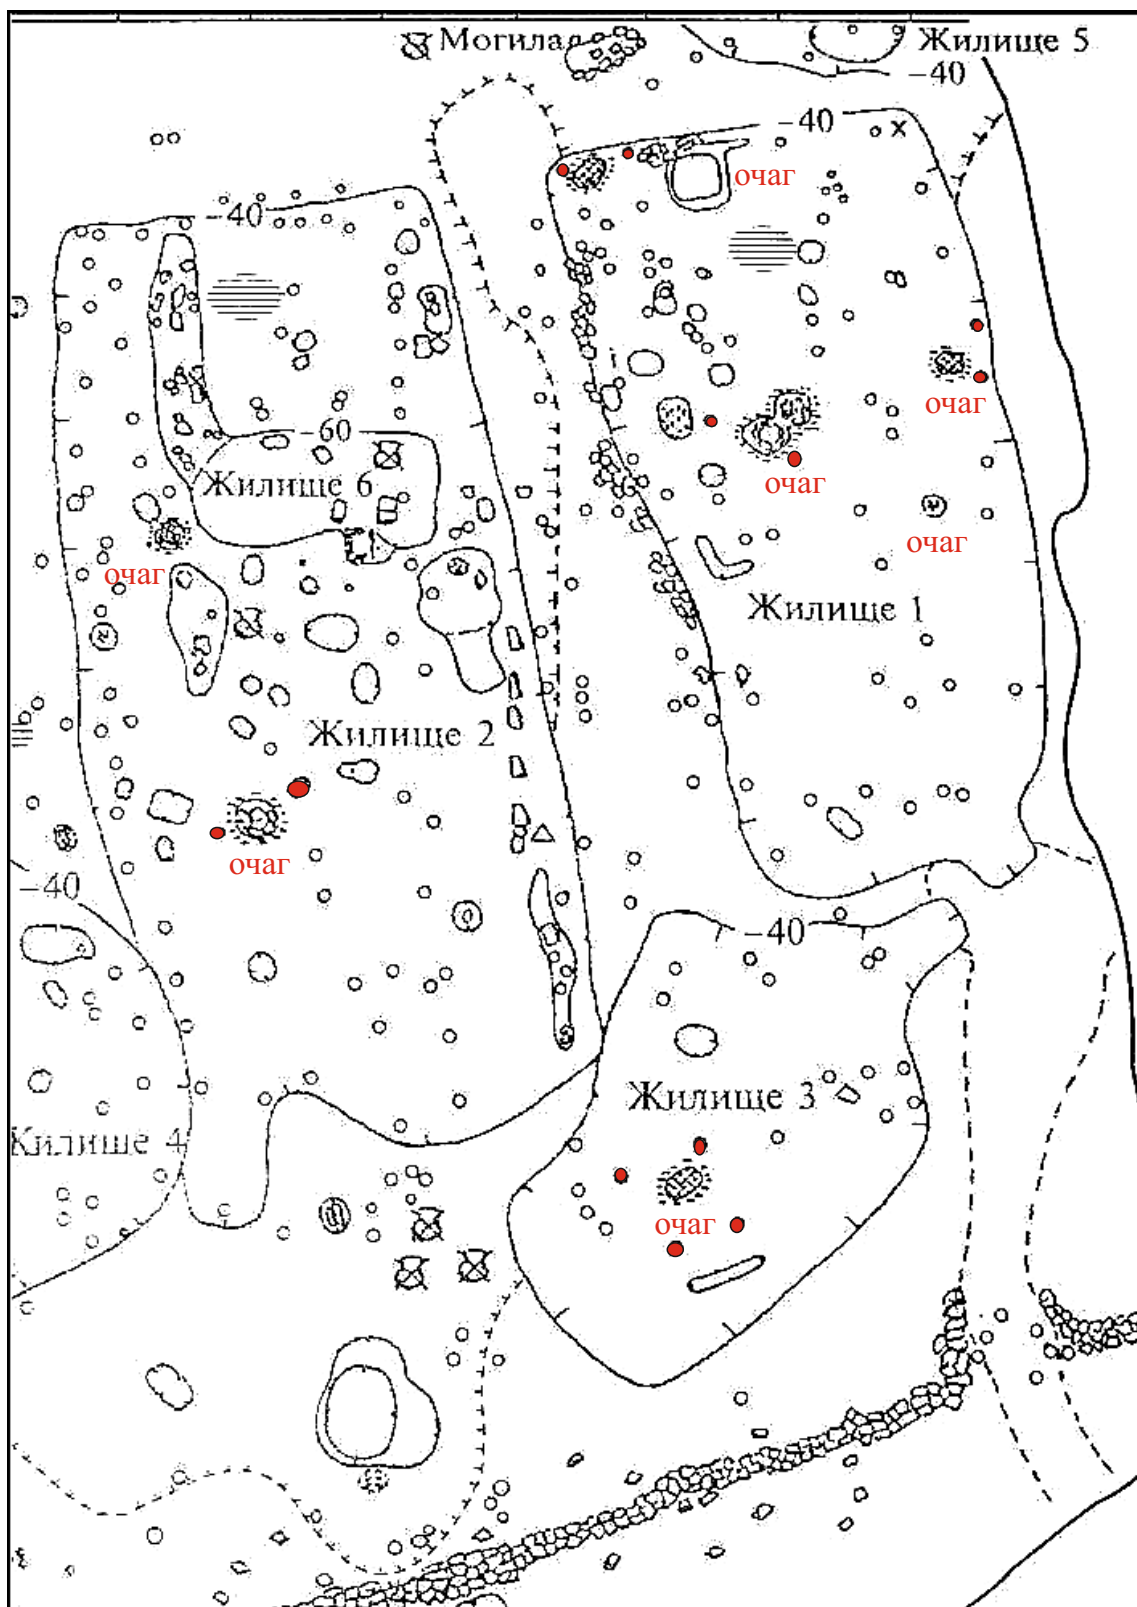 Могила
Жилище 5
-40
-40
очаг
-40
очаг
-60
Жилище 6
очаг
очаг
очаг
Жилище 1
Жилище 2
очаг
-40
-40
Жилище 3
Жилище 4
очаг